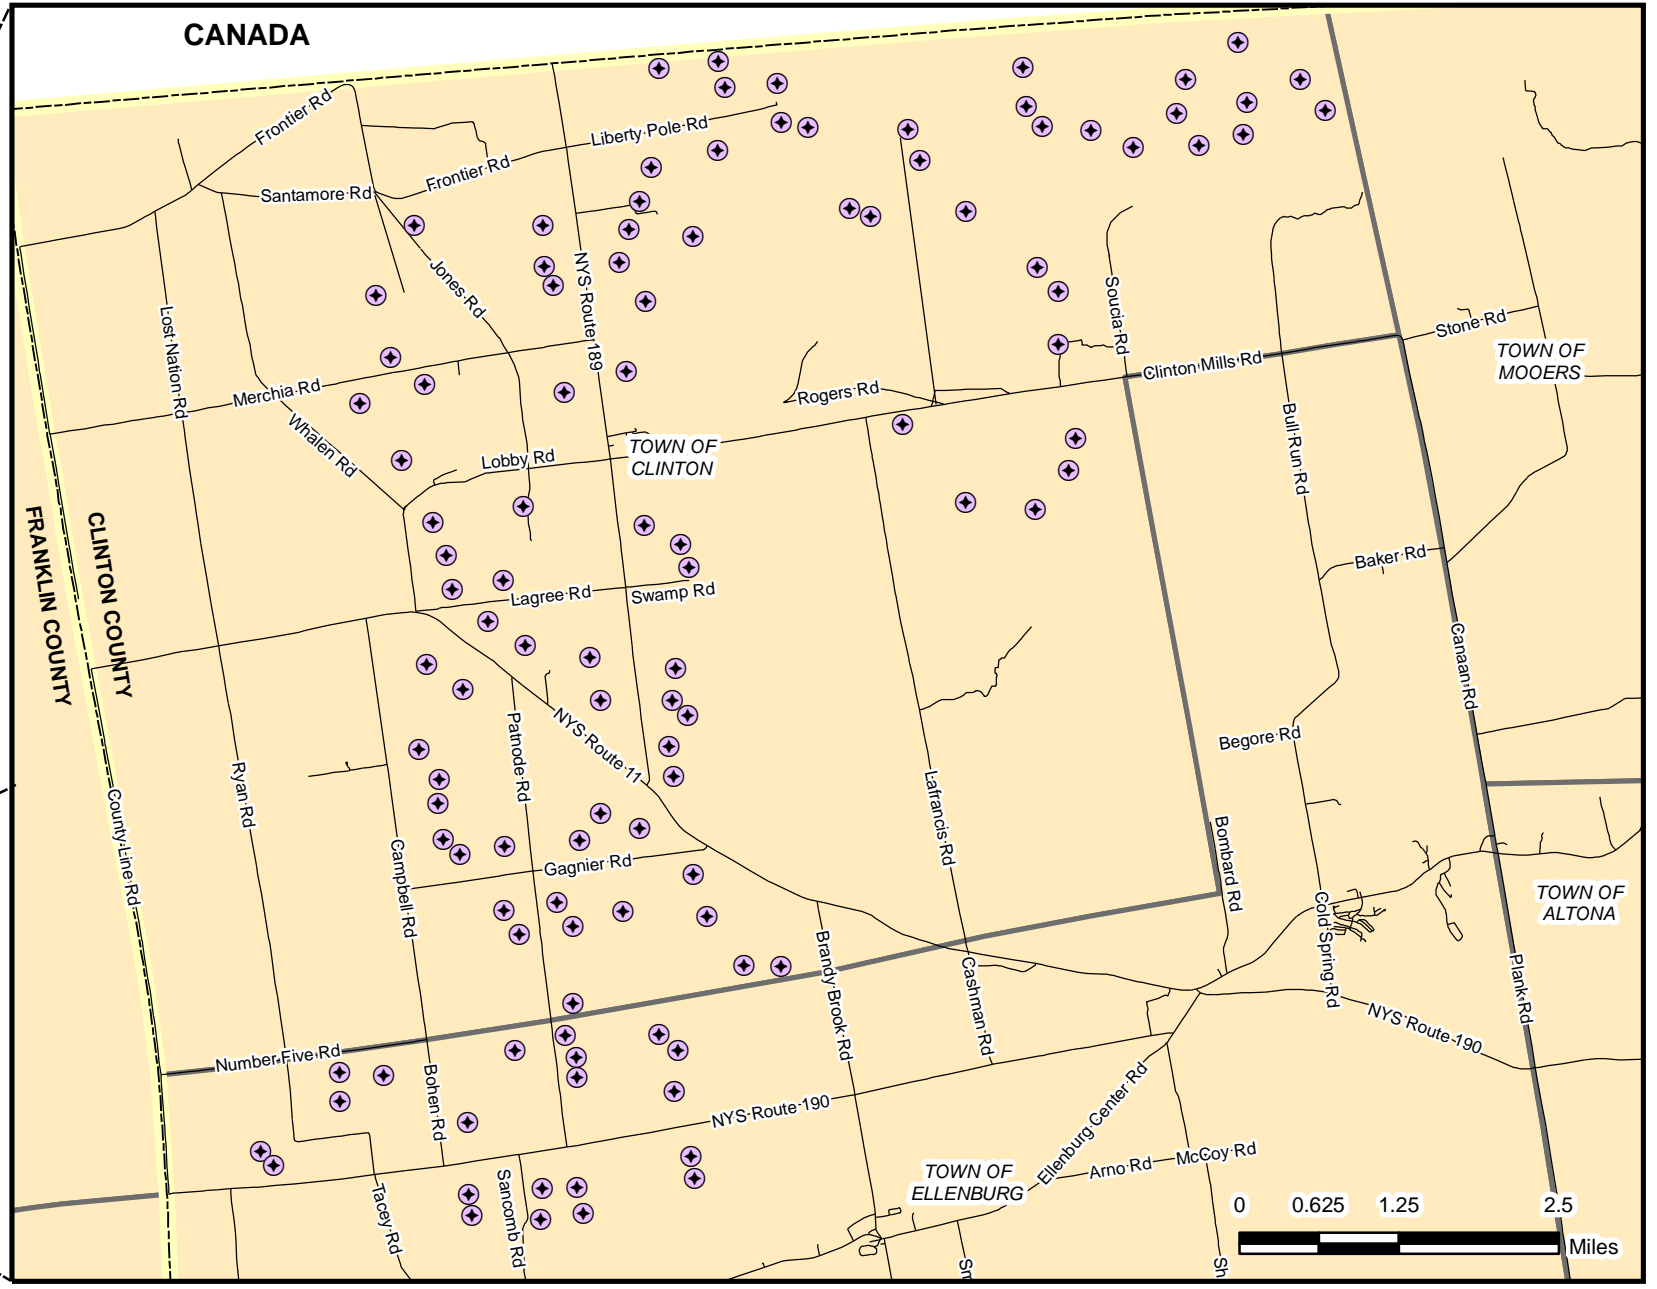 CANADA
Frontier Rd
Liberty Pole Rd
Frontier Rd
Santamore Rd
Jones Rd
NYS Route 189
Soucia Rd
Lost Nation Rd
Stone Rd
TOWN OF
MOOERS
Clinton Mills Rd
Merchia Rd
Rogers Rd
Whalen Rd
Bull Run Rd
TOWN OF
CLINTON
Lobby Rd
FRANKLIN COUNTY
CLINTON COUNTY
Baker Rd
Lagree Rd
Swamp Rd
Canaan Rd
NYS Route 11
Patnode Rd
Begore Rd
Ryan Rd
County Line Rd
Lafrancis Rd
Campbell Rd
Gagnier Rd
Bombard Rd
TOWN OF
ALTONA
Cold Spring Rd
Brandy Brook Rd
Cashman Rd
Plank Rd
NYS Route 190
Number Five Rd
Bohen Rd
NYS Route 190
Ellenburg Center Rd
McCoy Rd
Arno Rd
TOWN OF
ELLENBURG
Tacey Rd
Sancomb Rd
Sm
Sh
0 0.625 1.25 2.5
Miles